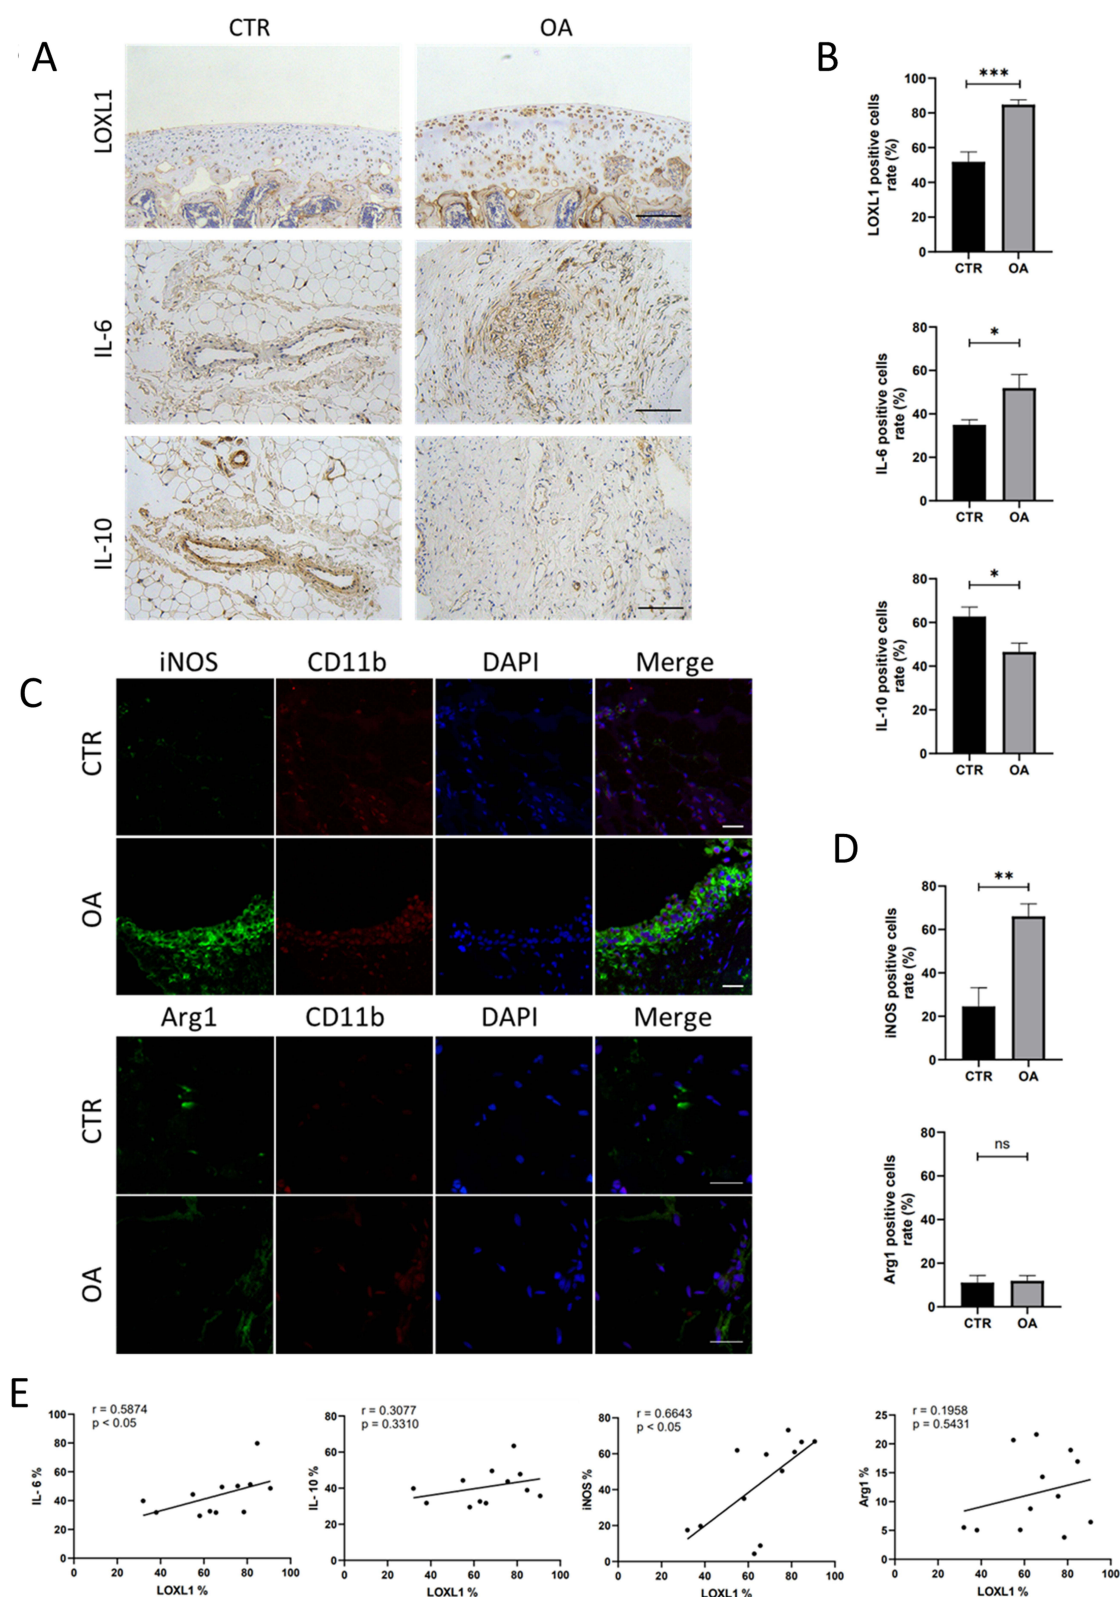 A
CTR
OA
LOXL1
IL-6
IL-10
B
LOXL1 positive cells
rate (%)
100
80
60
40
20
0
***
CTR
OA
IL-6 positive cells
rate (%)
80
60
40
20
0
*
CTR
OA
IL-10 positive cells
rate (%)
80
60
40
20
0
*
CTR
OA
C
iNOS
CD11b
DAPI
Merge
CTR
OA
Arg1
CD11b
DAPI
Merge
CTR
OA
D
iNOS positive cells
rate (%)
80
60
40
20
0
**
CTR
OA
Arg1 positive cells
rate (%)
80
60
40
20
0
ns
CTR
OA
E
r = 0.5874
p < 0.05
IL- 6 %
100
80
60
40
20
0
0 20 40 60 80 100
LOXL1 %
r = 0.3077
p = 0.3310
IL- 10 %
80
60
40
20
0
0 20 40 60 80 100
LOXL1 %
r = 0.6643
p < 0.05
iNOS %
80
60
40
20
0
0 20 40 60 80 100
LOXL1 %
r = 0.1958
p = 0.5431
Arg1 %
25
20
15
10
5
0
0 20 40 60 80 100
LOXL1 %